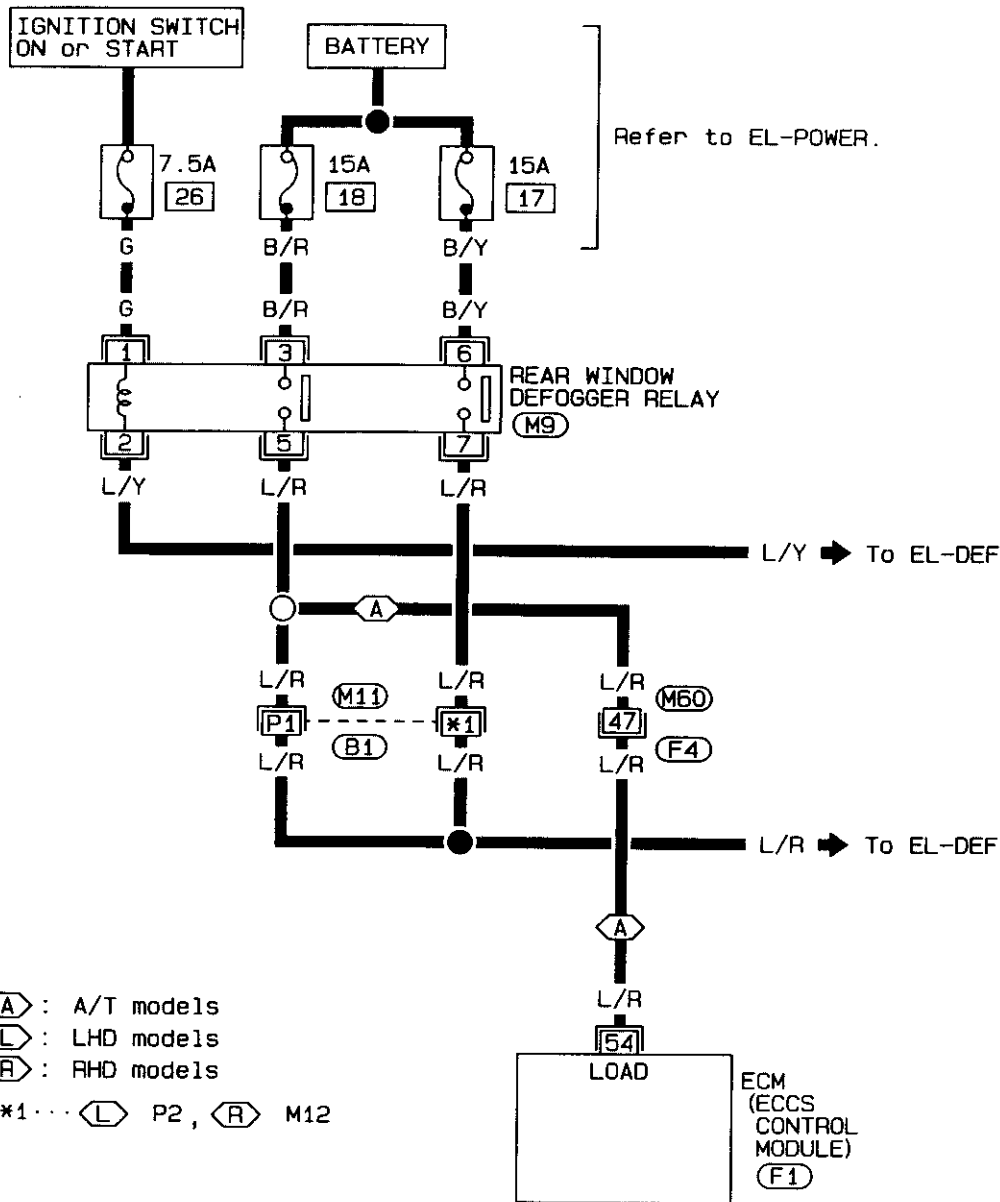 IGNITION SWITCH
ON or START
BATTERY
Refer to EL-POWER.
7.5A
26
15A
18
15A
17
G
B/R
B/Y
G
B/R
B/Y
1
3
6
REAR WINDOW
DEFOGGER RELAY
M9
2
5
7
L/Y
L/R
L/R
L/Y
To EL-DEF
A
L/R
L/R
L/R
M11
M60
P1
*1
47
B1
F4
L/R
L/R
L/R
L/R
To EL-DEF
A
L/R
54
LOAD
ECM
(ECCS
CONTROL
MODULE)
F1
A : A/T models
L : LHD models
R : RHD models
*1··· L P2, R M12